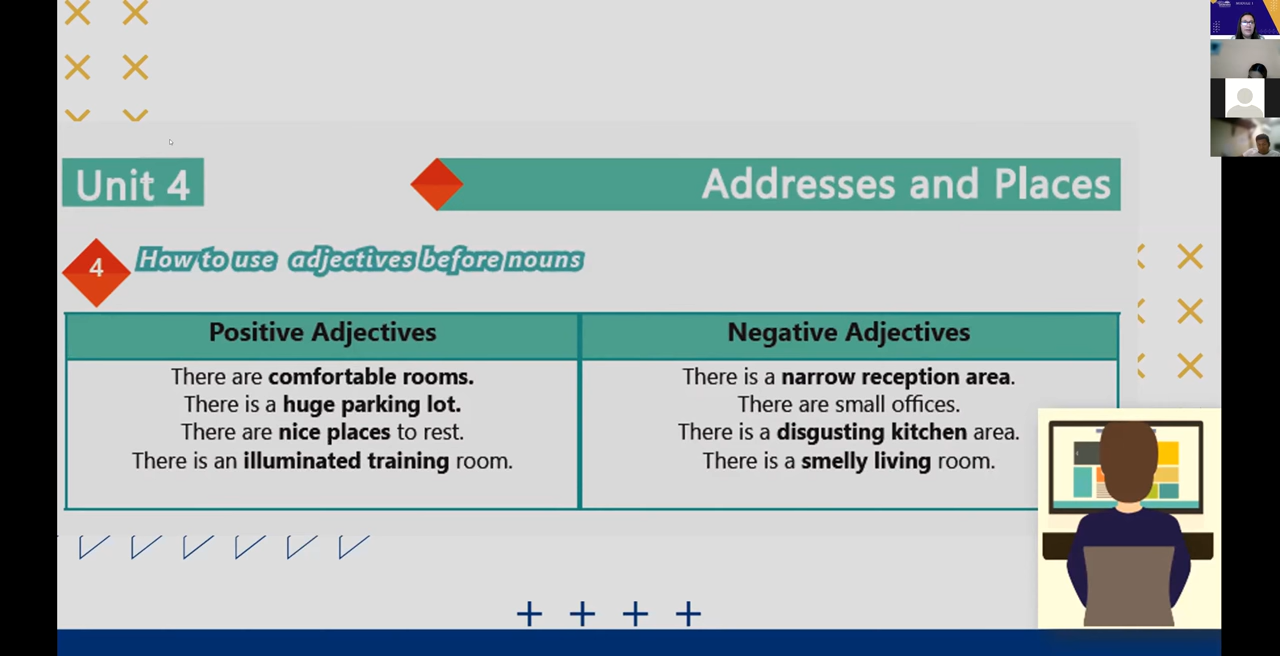 Unit 4
Addresses and Places
4
How to use adjectives before nouns
Positive Adjectives
There are comfortable rooms.
There is a huge parking lot.
There are nice places to rest.
There is an illuminated training room.
Negative Adjectives
There is a narrow reception area.
There are small offices.
There is a disgusting kitchen area.
There is a smelly living room.